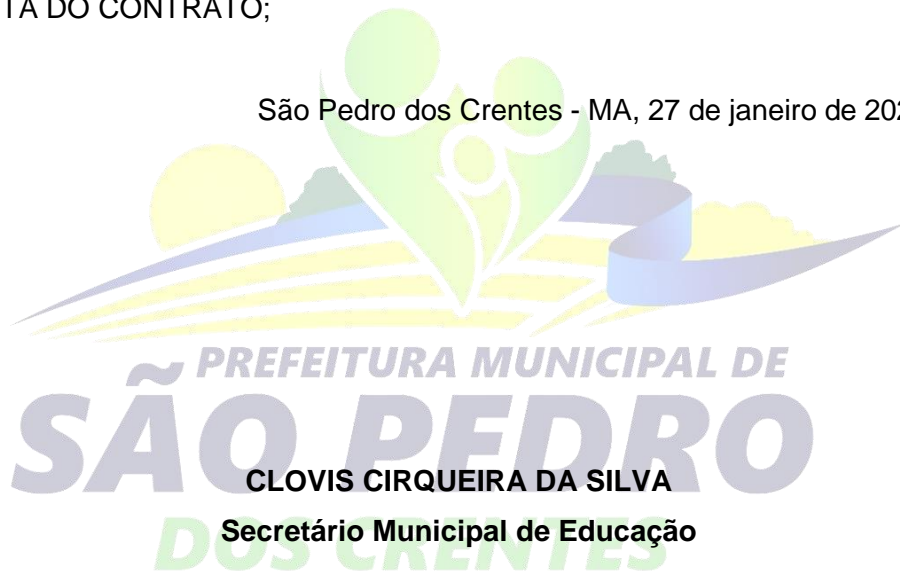 TA DO CONTRATO;
São Pedro dos Crentes - MA, 27 de janeiro de 202
PREFEITURA MUNICIPAL DE
SÃO PEDRO
CLOVIS CIRQUEIRA DA SILVA
Secretário Municipal de Educação
DOS CRENTES